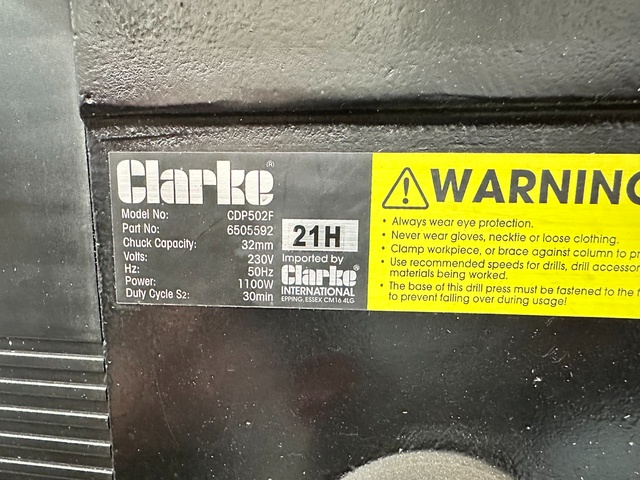 Clarke®
Model No: CDP502F
Part No: 6505592
Chuck Capacity: 32mm
Volts: 230V
Hz: 50Hz
Power: 1100W
Duty Cycle S2: 30min
21H
Imported by
Clarke®
INTERNATIONAL
EPPING, ESSEX CM16 4LG
WARNING
• Always wear eye protection.
• Never wear gloves, necktie or loose clothing.
• Clamp workpiece, or brace against column to
• Use recommended speeds for drills, drill
materials being worked.
• The base of this drill press must be fastened to the
to prevent falling over during usage!